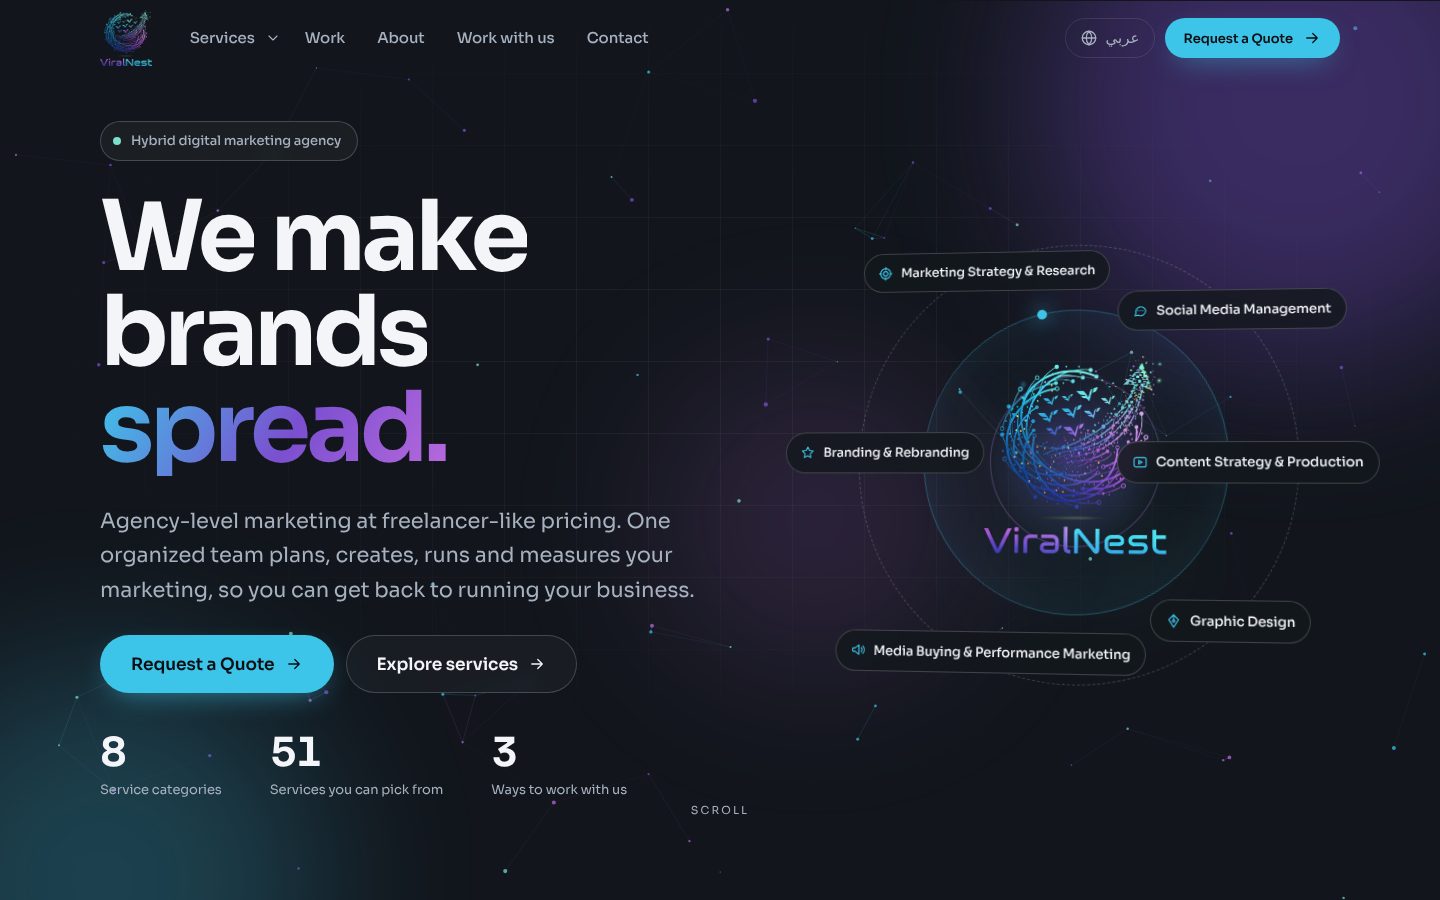 ViralNest
Services
Work
About
Work with us
Contact
عربي
Request a Quote
Hybrid digital marketing agency
We make
brands
spread.
Agency-level marketing at freelancer-like pricing. One
organized team plans, creates, runs and measures your
marketing, so you can get back to running your business.
Request a Quote
Explore services
8
Service categories
51
Services you can pick from
3
Ways to work with us
Marketing Strategy & Research
Social Media Management
Branding & Rebranding
Content Strategy & Production
ViralNest
Graphic Design
Media Buying & Performance Marketing
SCROLL